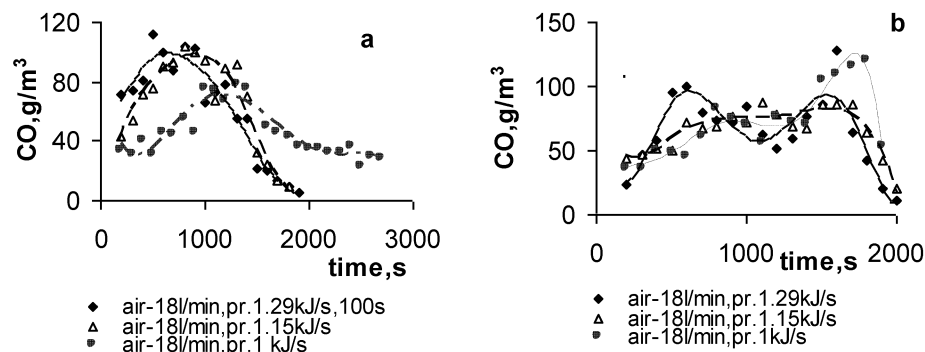 a
CO,g/m³
120
80
40
0
0 1000 2000 3000
time,s
air-18l/min,pr.1.29kJ/s,100s
air-18l/min,pr.1.15kJ/s
air-18l/min,pr.1 kJ/s
b
CO,g/m³
150
100
50
0
0 1000 2000
time,s
air-18l/min,pr.1.29kJ/s
air-18l/min,pr.1.15kJ/s
air-18l/min,pr.1kJ/s